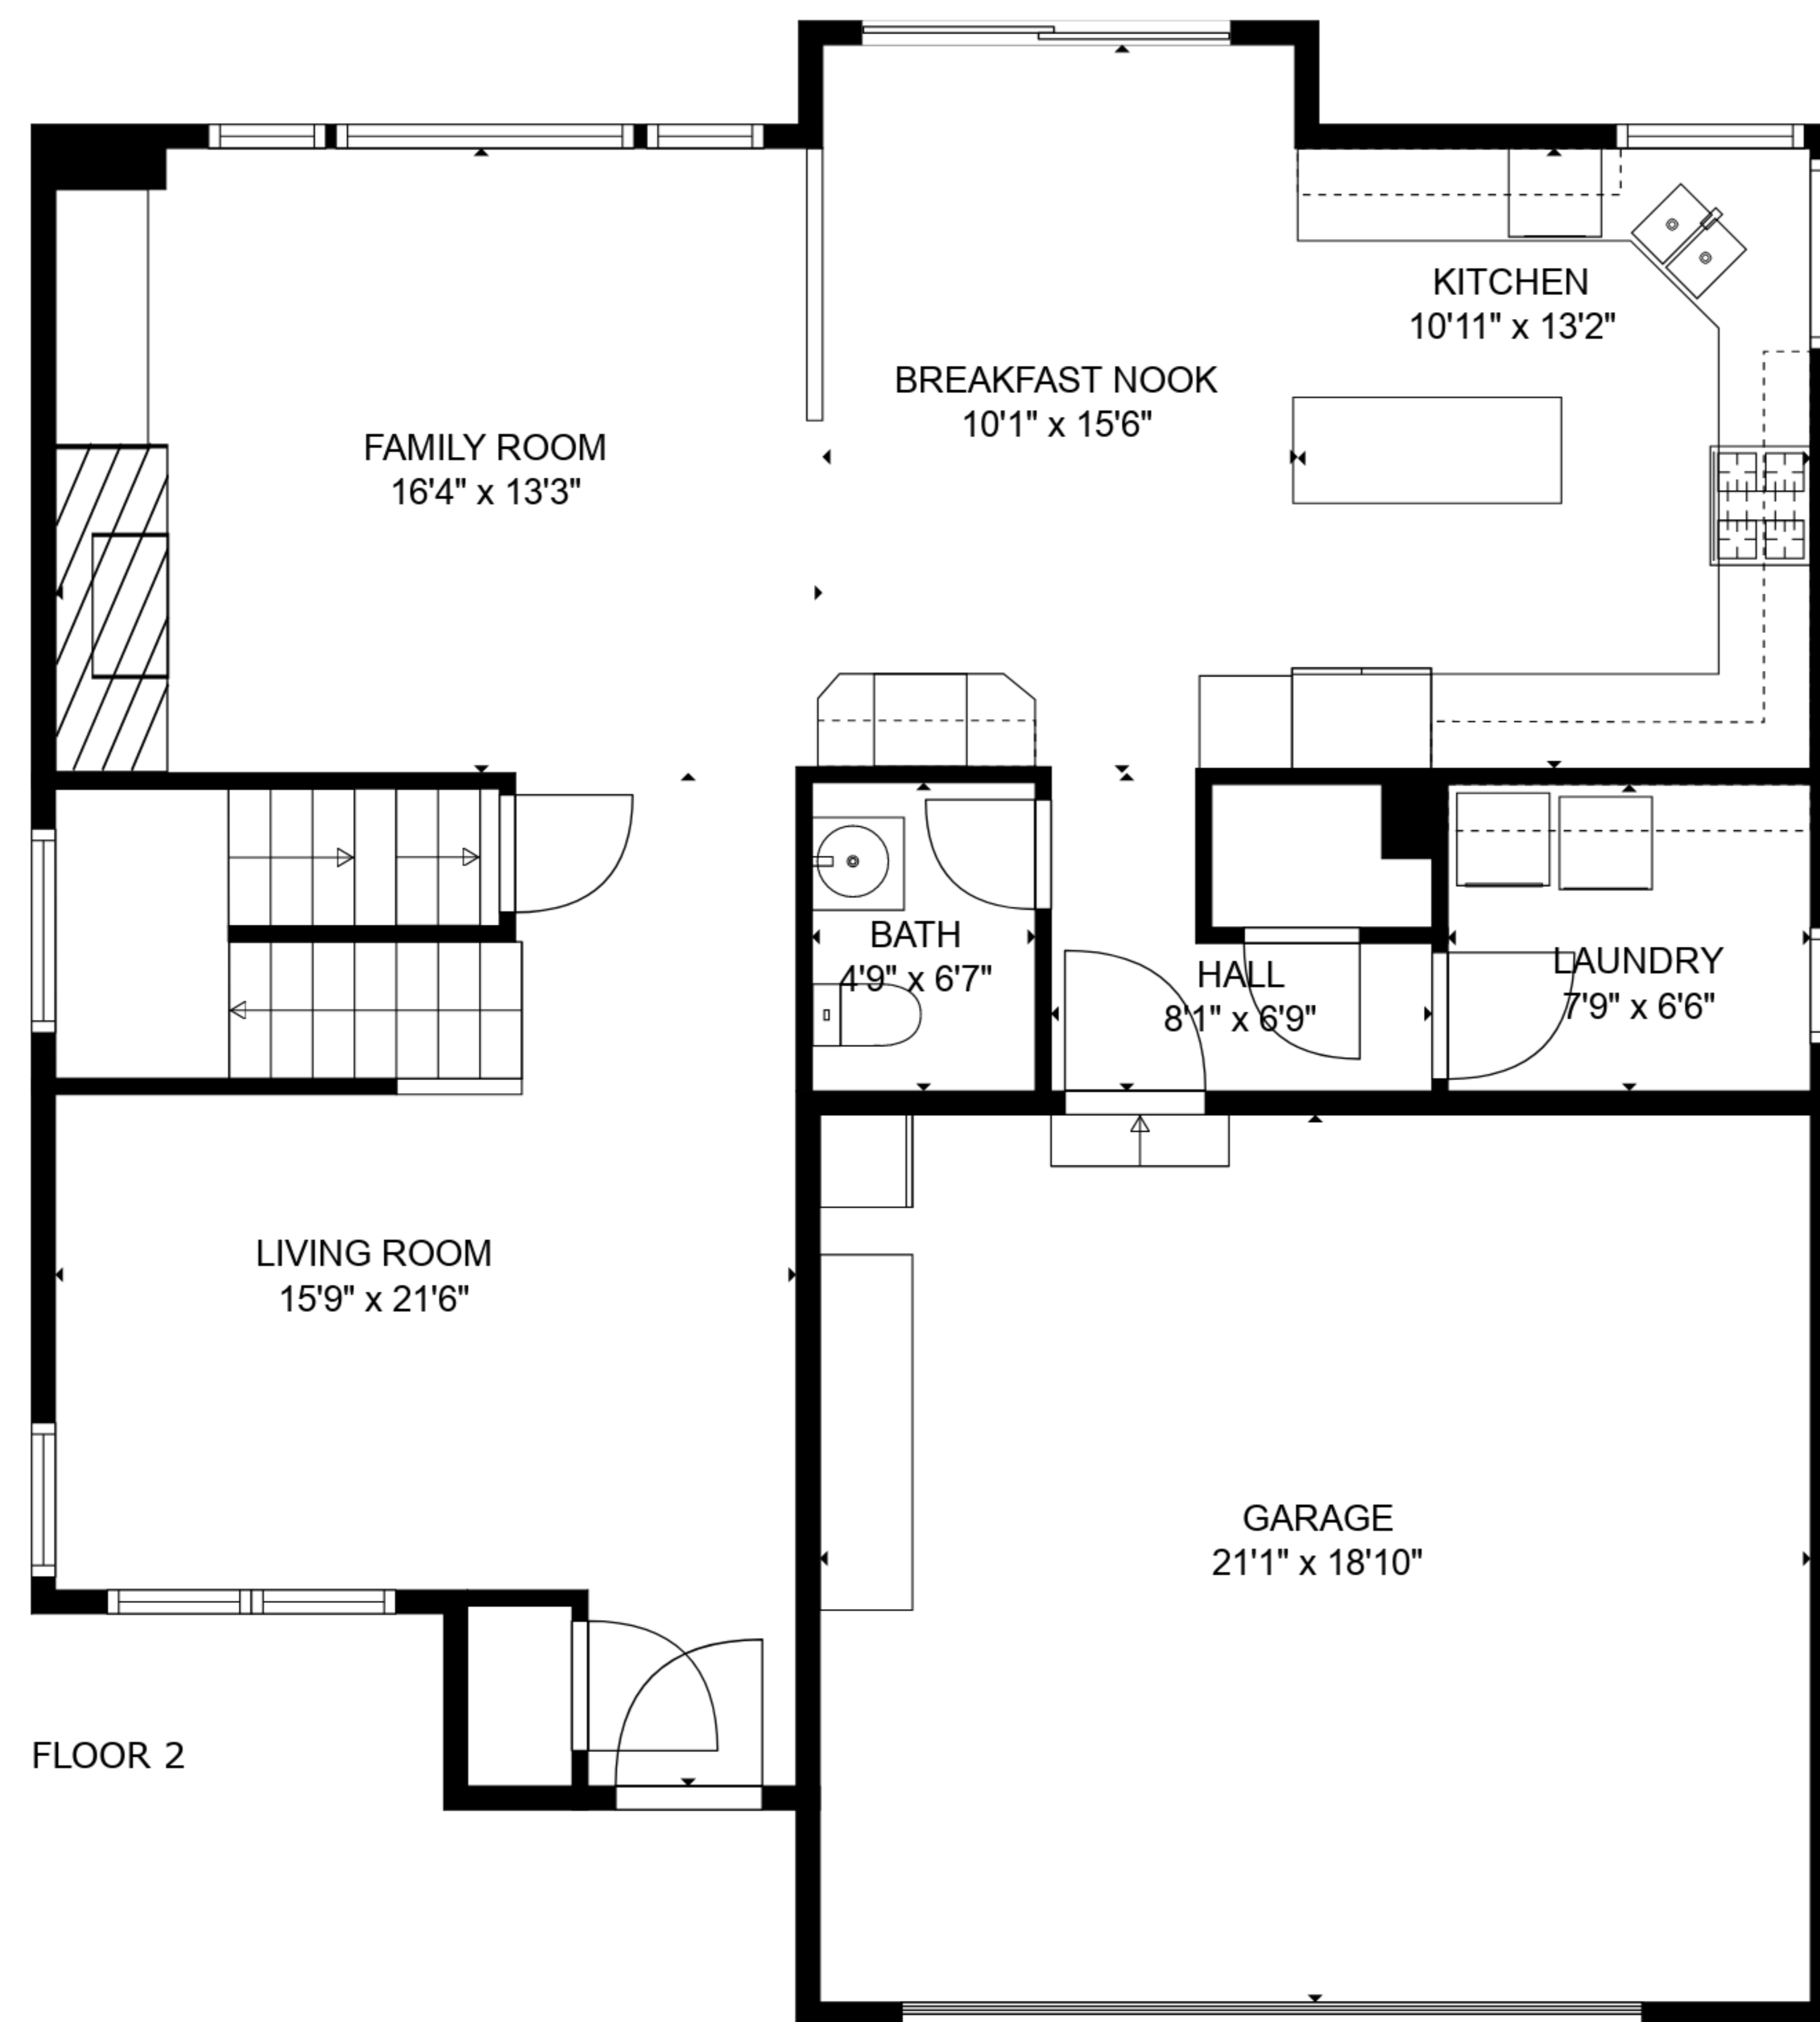 KITCHEN
10'11" x 13'2"
BREAKFAST NOOK
10'1" x 15'6"
FAMILY ROOM
16'4" x 13'3"
BATH
4'9" x 6'7"
HALL
8'1" x 6'9"
LAUNDRY
7'9" x 6'6"
LIVING ROOM
15'9" x 21'6"
GARAGE
21'1" x 18'10"
FLOOR 2